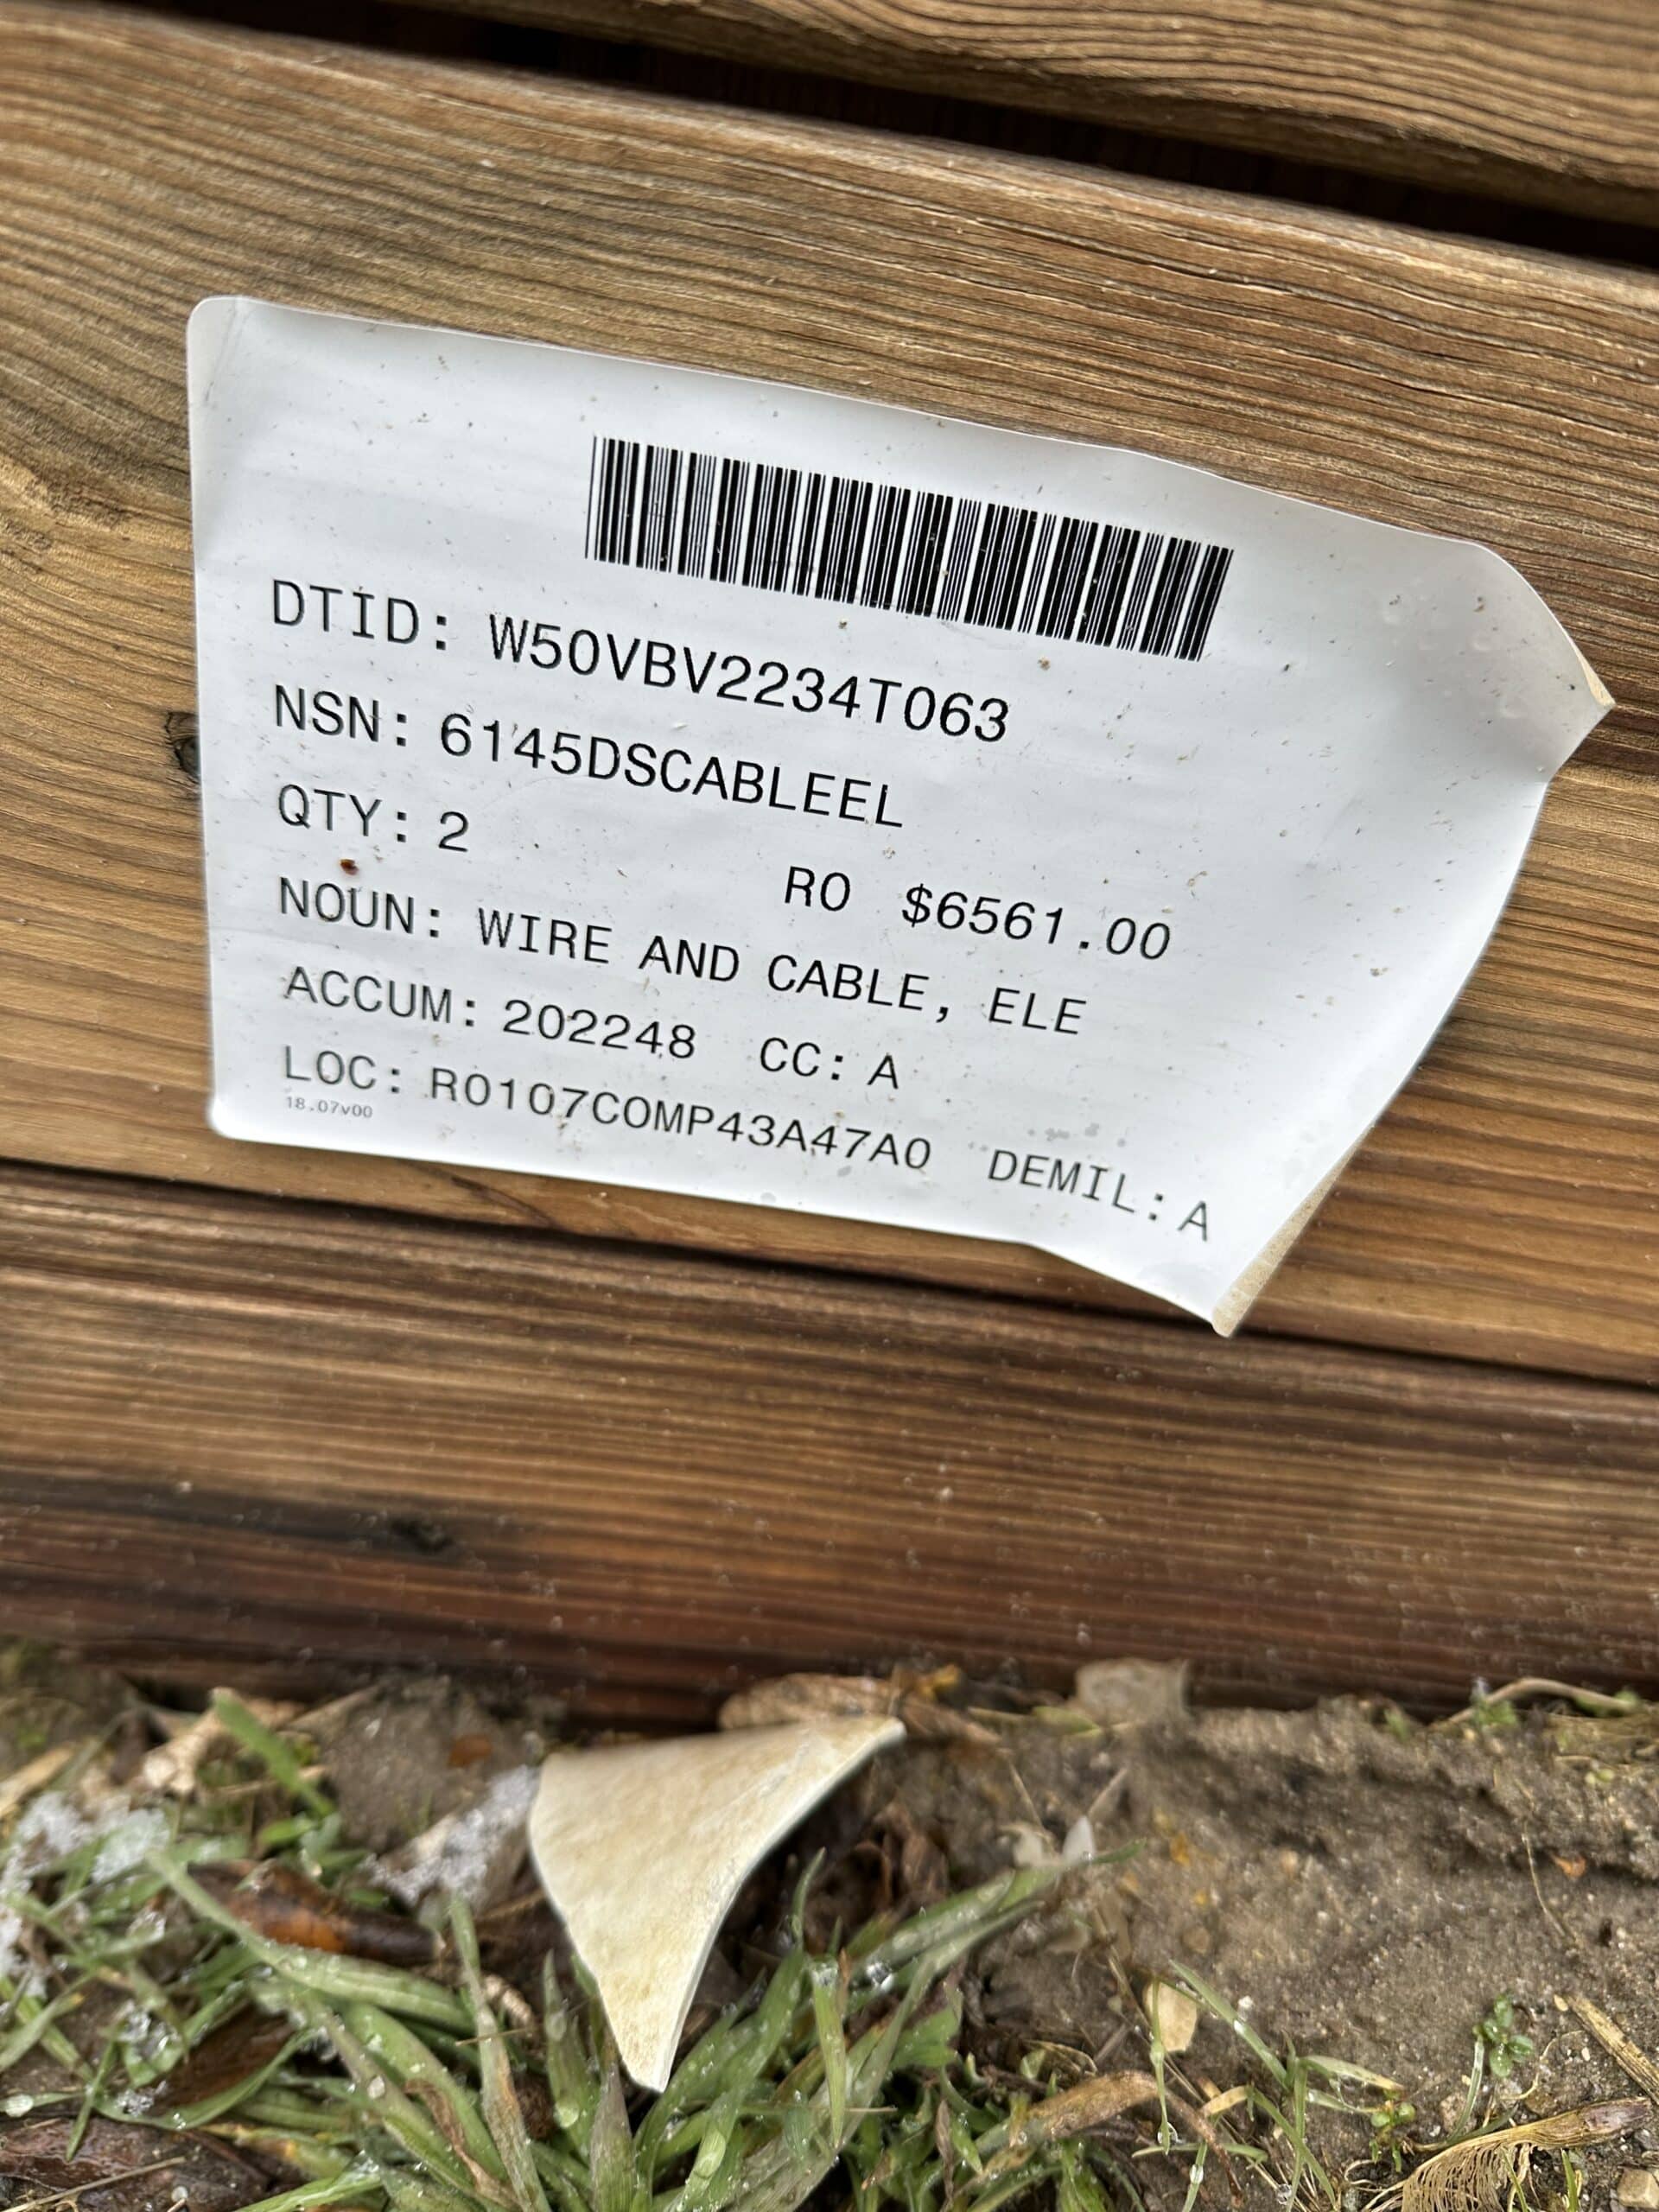 DTID: W50VBV2234T063
NSN: 6145DSCABLEEL
QTY: 2 RO $6561.00
NOUN: WIRE AND CABLE, ELE
ACCUM: 202248 CC: A
LOC: R0107COMP43A47A0 DEMIL: A
18.07v00